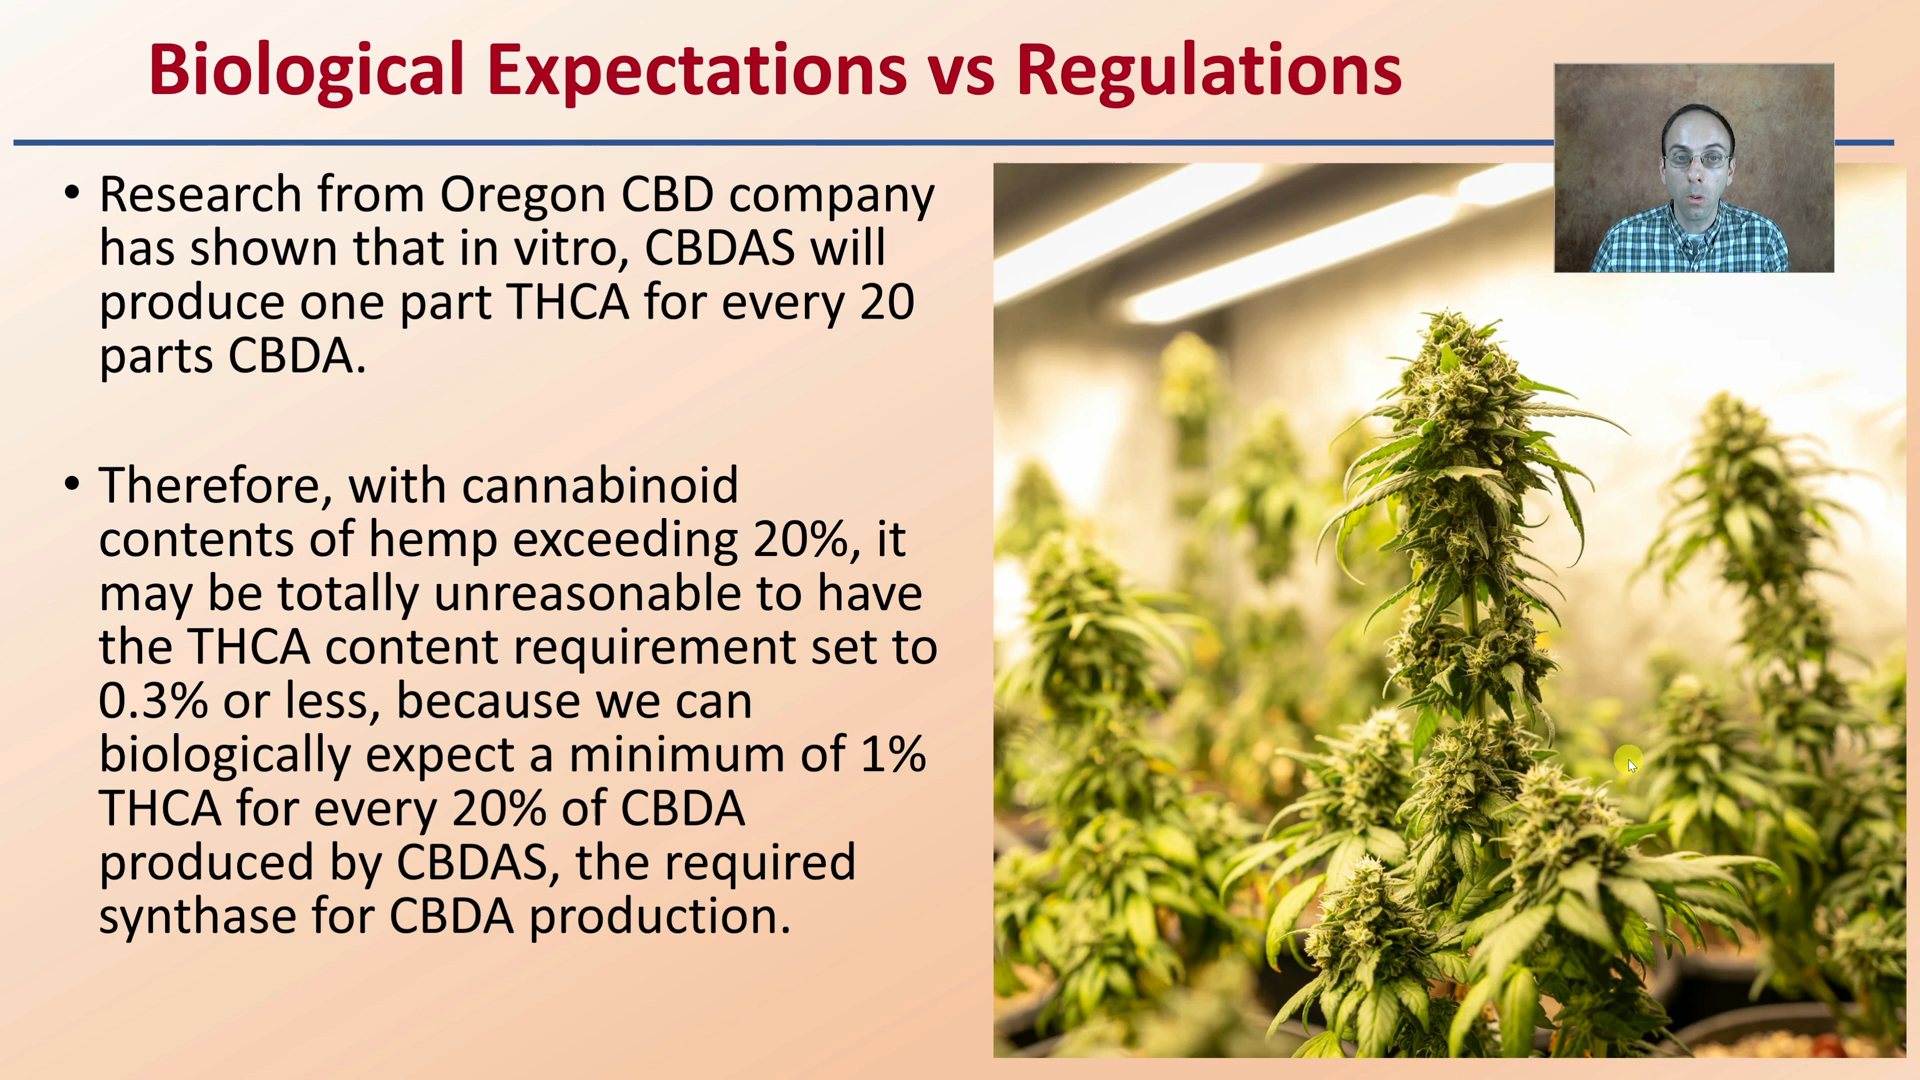 Biological Expectations vs Regulations
• Research from Oregon CBD company
has shown that in vitro, CBDAS will
produce one part THCA for every 20
parts CBDA.
• Therefore, with cannabinoid
contents of hemp exceeding 20%, it
may be totally unreasonable to have
the THCA content requirement set to
0.3% or less, because we can
biologically expect a minimum of 1%
THCA for every 20% of CBDA
produced by CBDAS, the required
synthase for CBDA production.